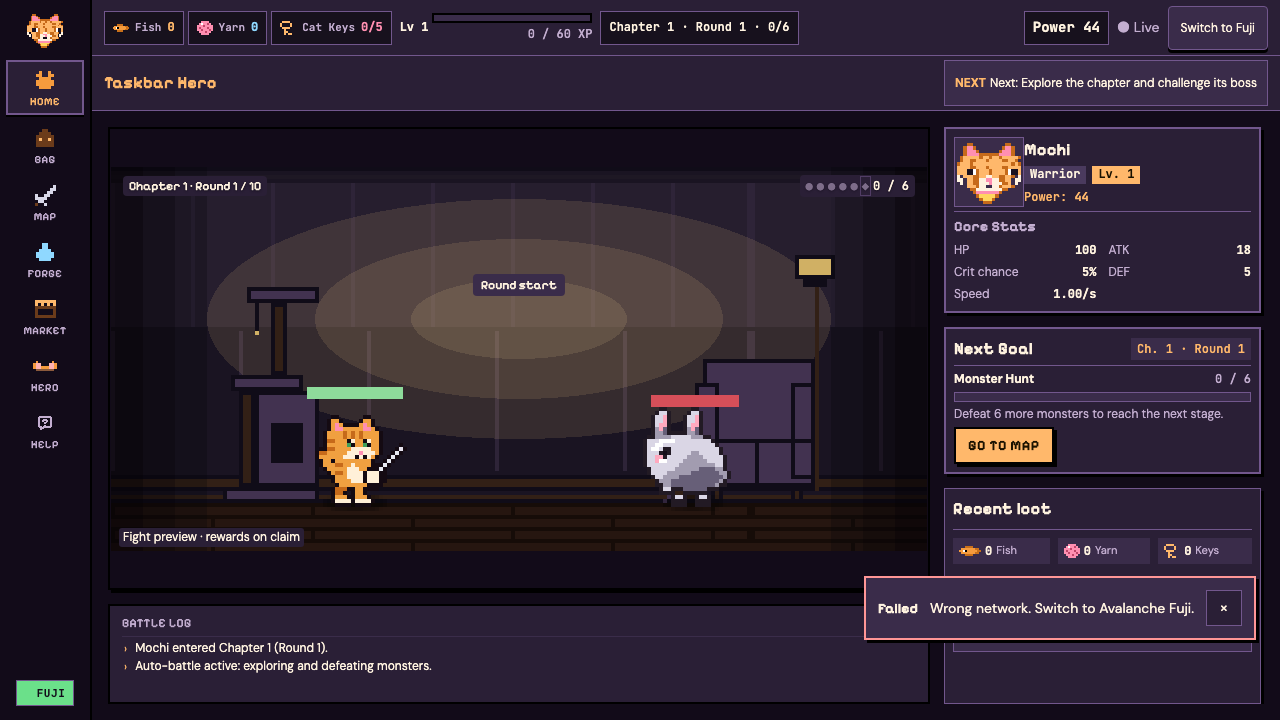 Fish 0
Yarn 0
Cat Keys 0/5
Lv 1
0 / 60 XP
Chapter 1 · Round 1 · 0/6
Power 44
Live
Switch to Fuji
HOME
BAG
MAP
FORGE
MARKET
HERO
HELP
FUJI
Taskbar Hero
NEXT Next: Explore the chapter and challenge its boss
Chapter 1 · Round 1 / 10
0 / 6
Round start
Fight preview · rewards on claim
BATTLE LOG
› Mochi entered Chapter 1 (Round 1).
› Auto-battle active: exploring and defeating monsters.
Mochi
Warrior
Lv. 1
Power: 44
Core Stats
HP 100 ATK 18
Crit chance 5% DEF 5
Speed 1.00/s
Next Goal
Ch. 1 · Round 1
Monster Hunt 0 / 6
Defeat 6 more monsters to reach the next stage.
GO TO MAP
Recent loot
0 Fish
0 Yarn
0 Keys
Failed Wrong network. Switch to Avalanche Fuji. ×